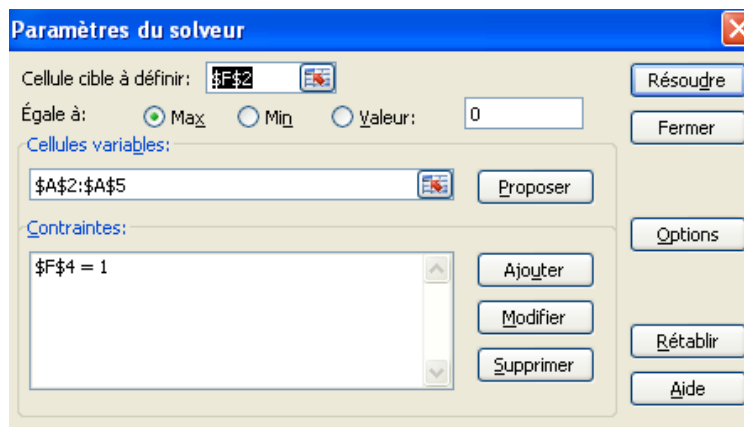 Paramètres du solveur
Cellule cible à définir: $F$2
Résoudre
Égale à: Max Min Valeur: 0
Fermer
Cellules variables:
$A$2:$A$5
Proposer
Contraintes:
Options
$F$4 = 1
Ajouter
Modifier
Rétablir
Supprimer
Aide